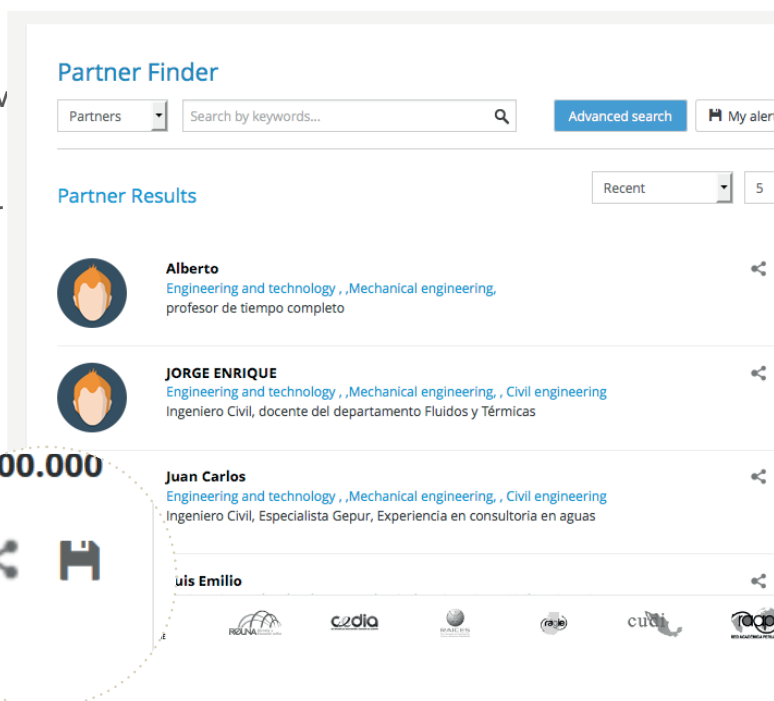 Partner Finder
Partners
Search by keywords...
Advanced search
My aler
Partner Results
Recent
5
Alberto
Engineering and technology , ,Mechanical engineering,
profesor de tiempo completo
JORGE ENRIQUE
Engineering and technology , ,Mechanical engineering, , Civil engineering
Ingeniero Civil, docente del departamento Fluidos y Térmicas
00.000
Juan Carlos
Engineering and technology , ,Mechanical engineering, , Civil engineering
Ingeniero Civil, Especialista Gepur, Experiencia en consultoria en aguas
uis Emilio
cedia
RAICES
ragie
cudi
raap